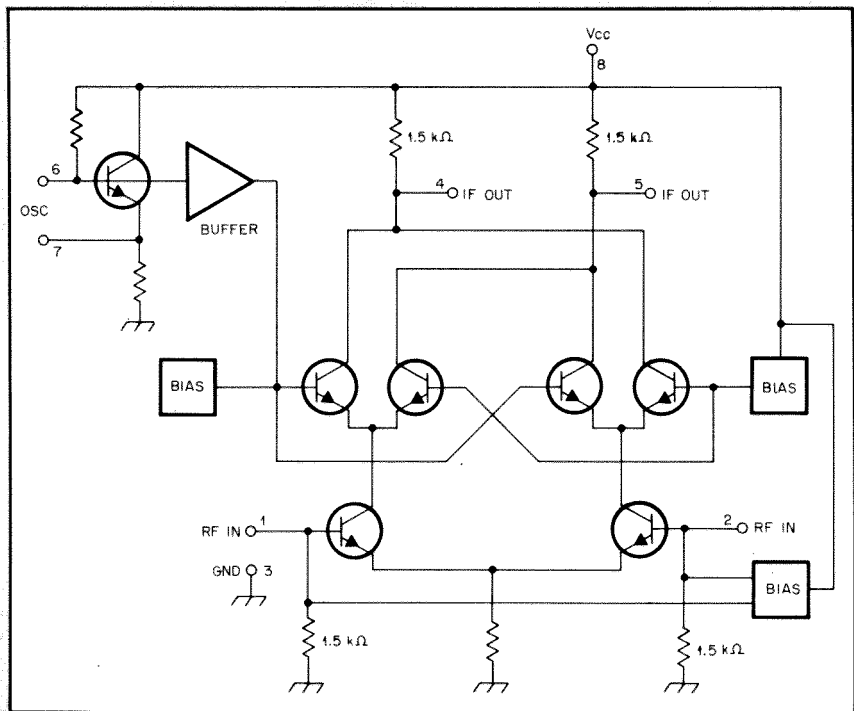 Vcc
8
1.5 kΩ
1.5 kΩ
6
4
IF OUT
5
IF OUT
OSC
BUFFER
7
BIAS
BIAS
RF IN
1
2
RF IN
GND
3
BIAS
1.5 kΩ
1.5 kΩ